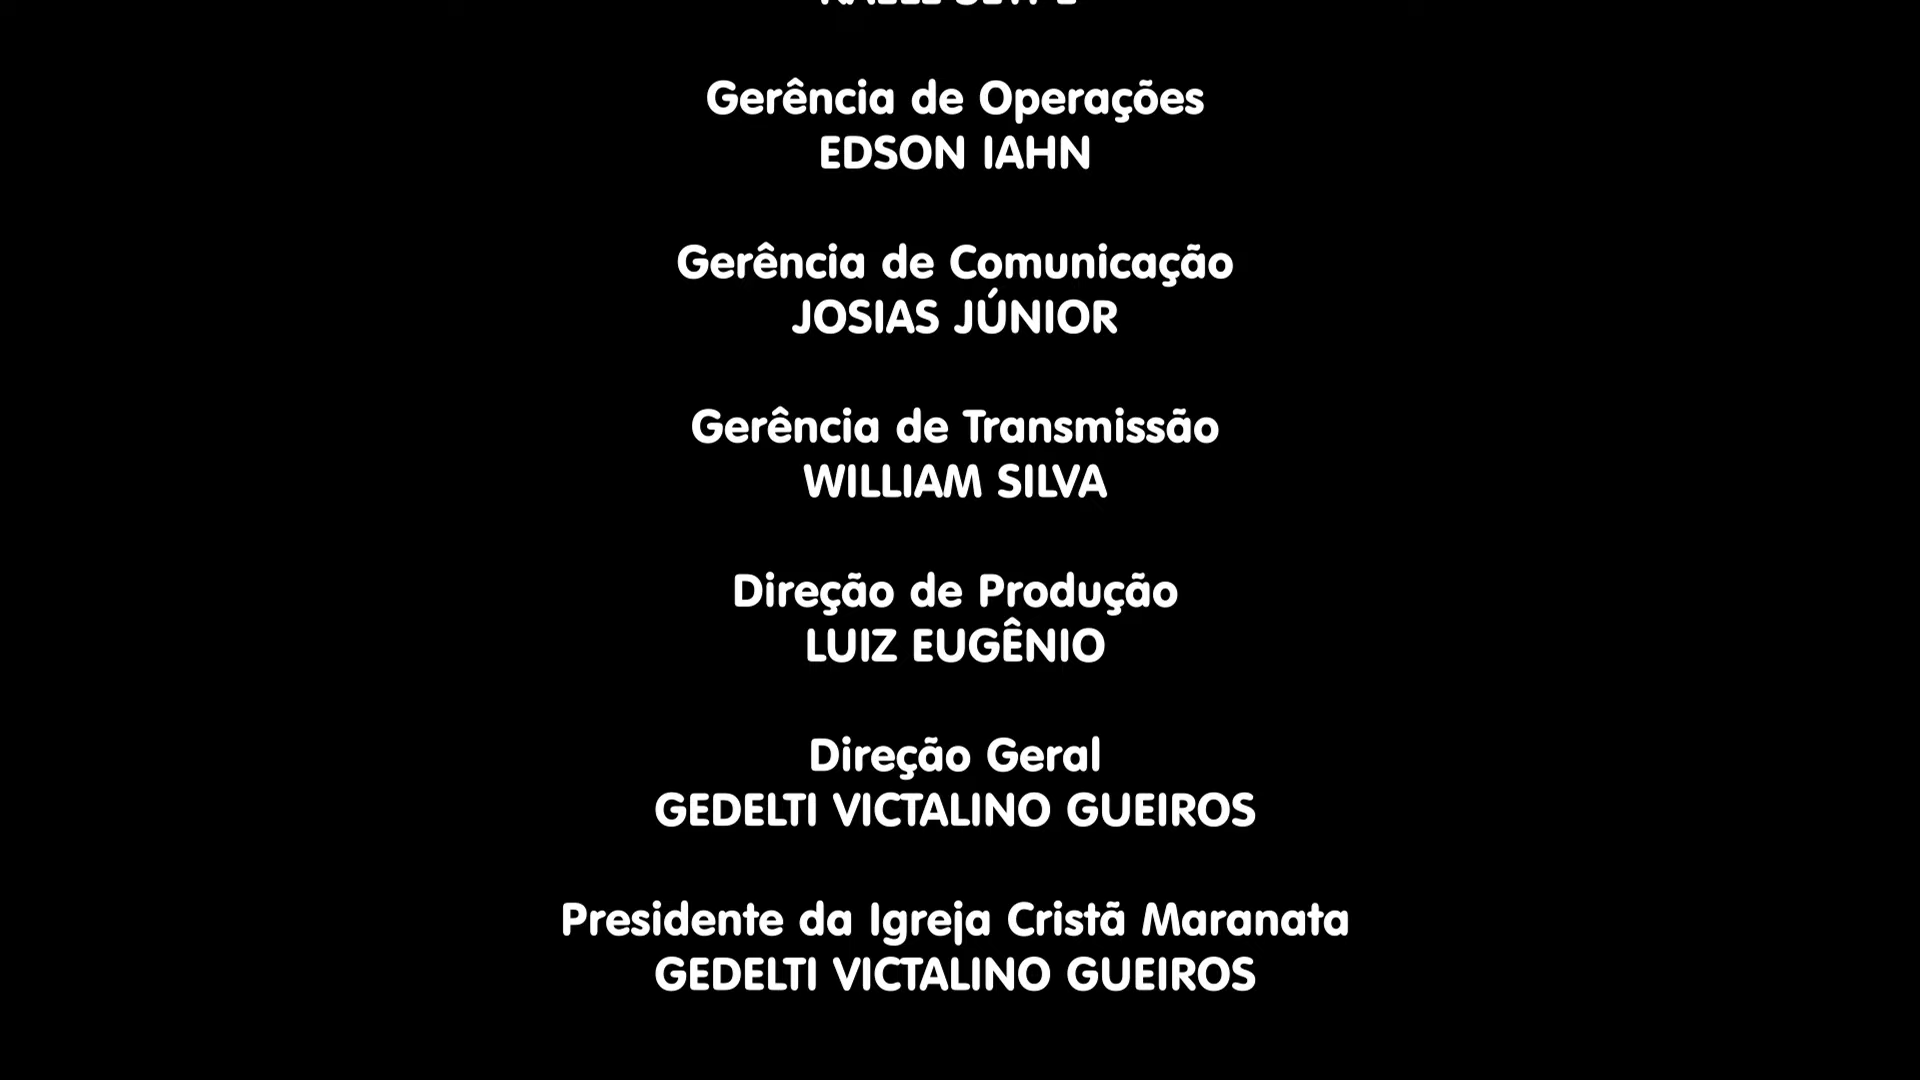 Gerência de Operações
EDSON IAHN
Gerência de Comunicação
JOSIAS JÚNIOR
Gerência de Transmissão
WILLIAM SILVA
Direção de Produção
LUIZ EUGÊNIO
Direção Geral
GEDELTI VICTALINO GUEIROS
Presidente da Igreja Cristã Maranata
GEDELTI VICTALINO GUEIROS